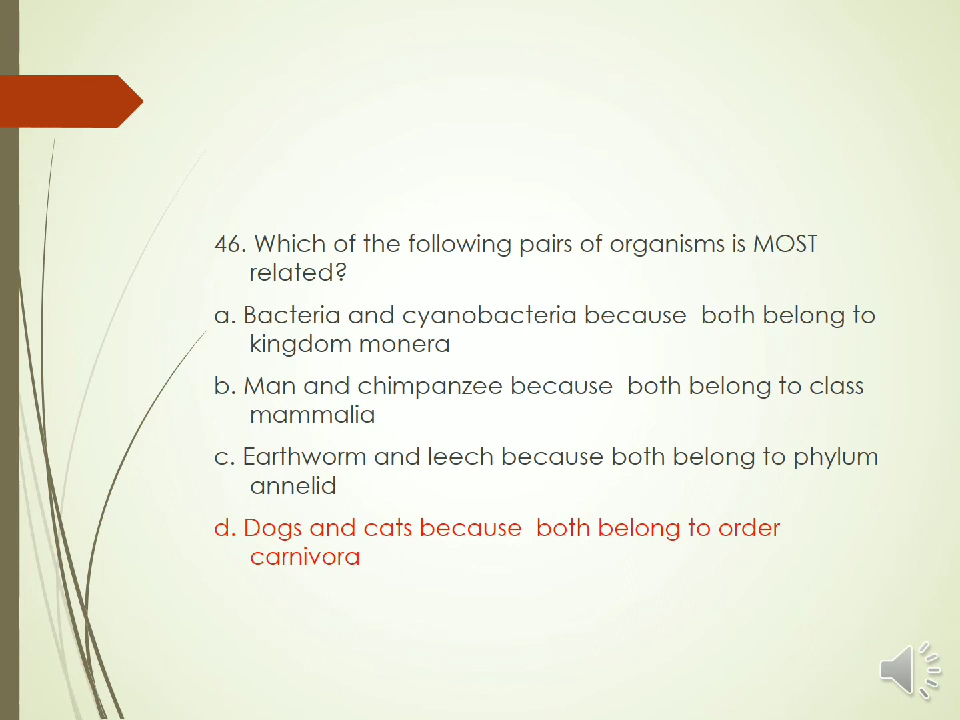 46. Which of the following pairs of organisms is MOST
related?
a. Bacteria and cyanobacteria because both belong to
kingdom monera
b. Man and chimpanzee because both belong to class
mammalia
c. Earthworm and leech because both belong to phylum
annelid
d. Dogs and cats because both belong to order
carnivora